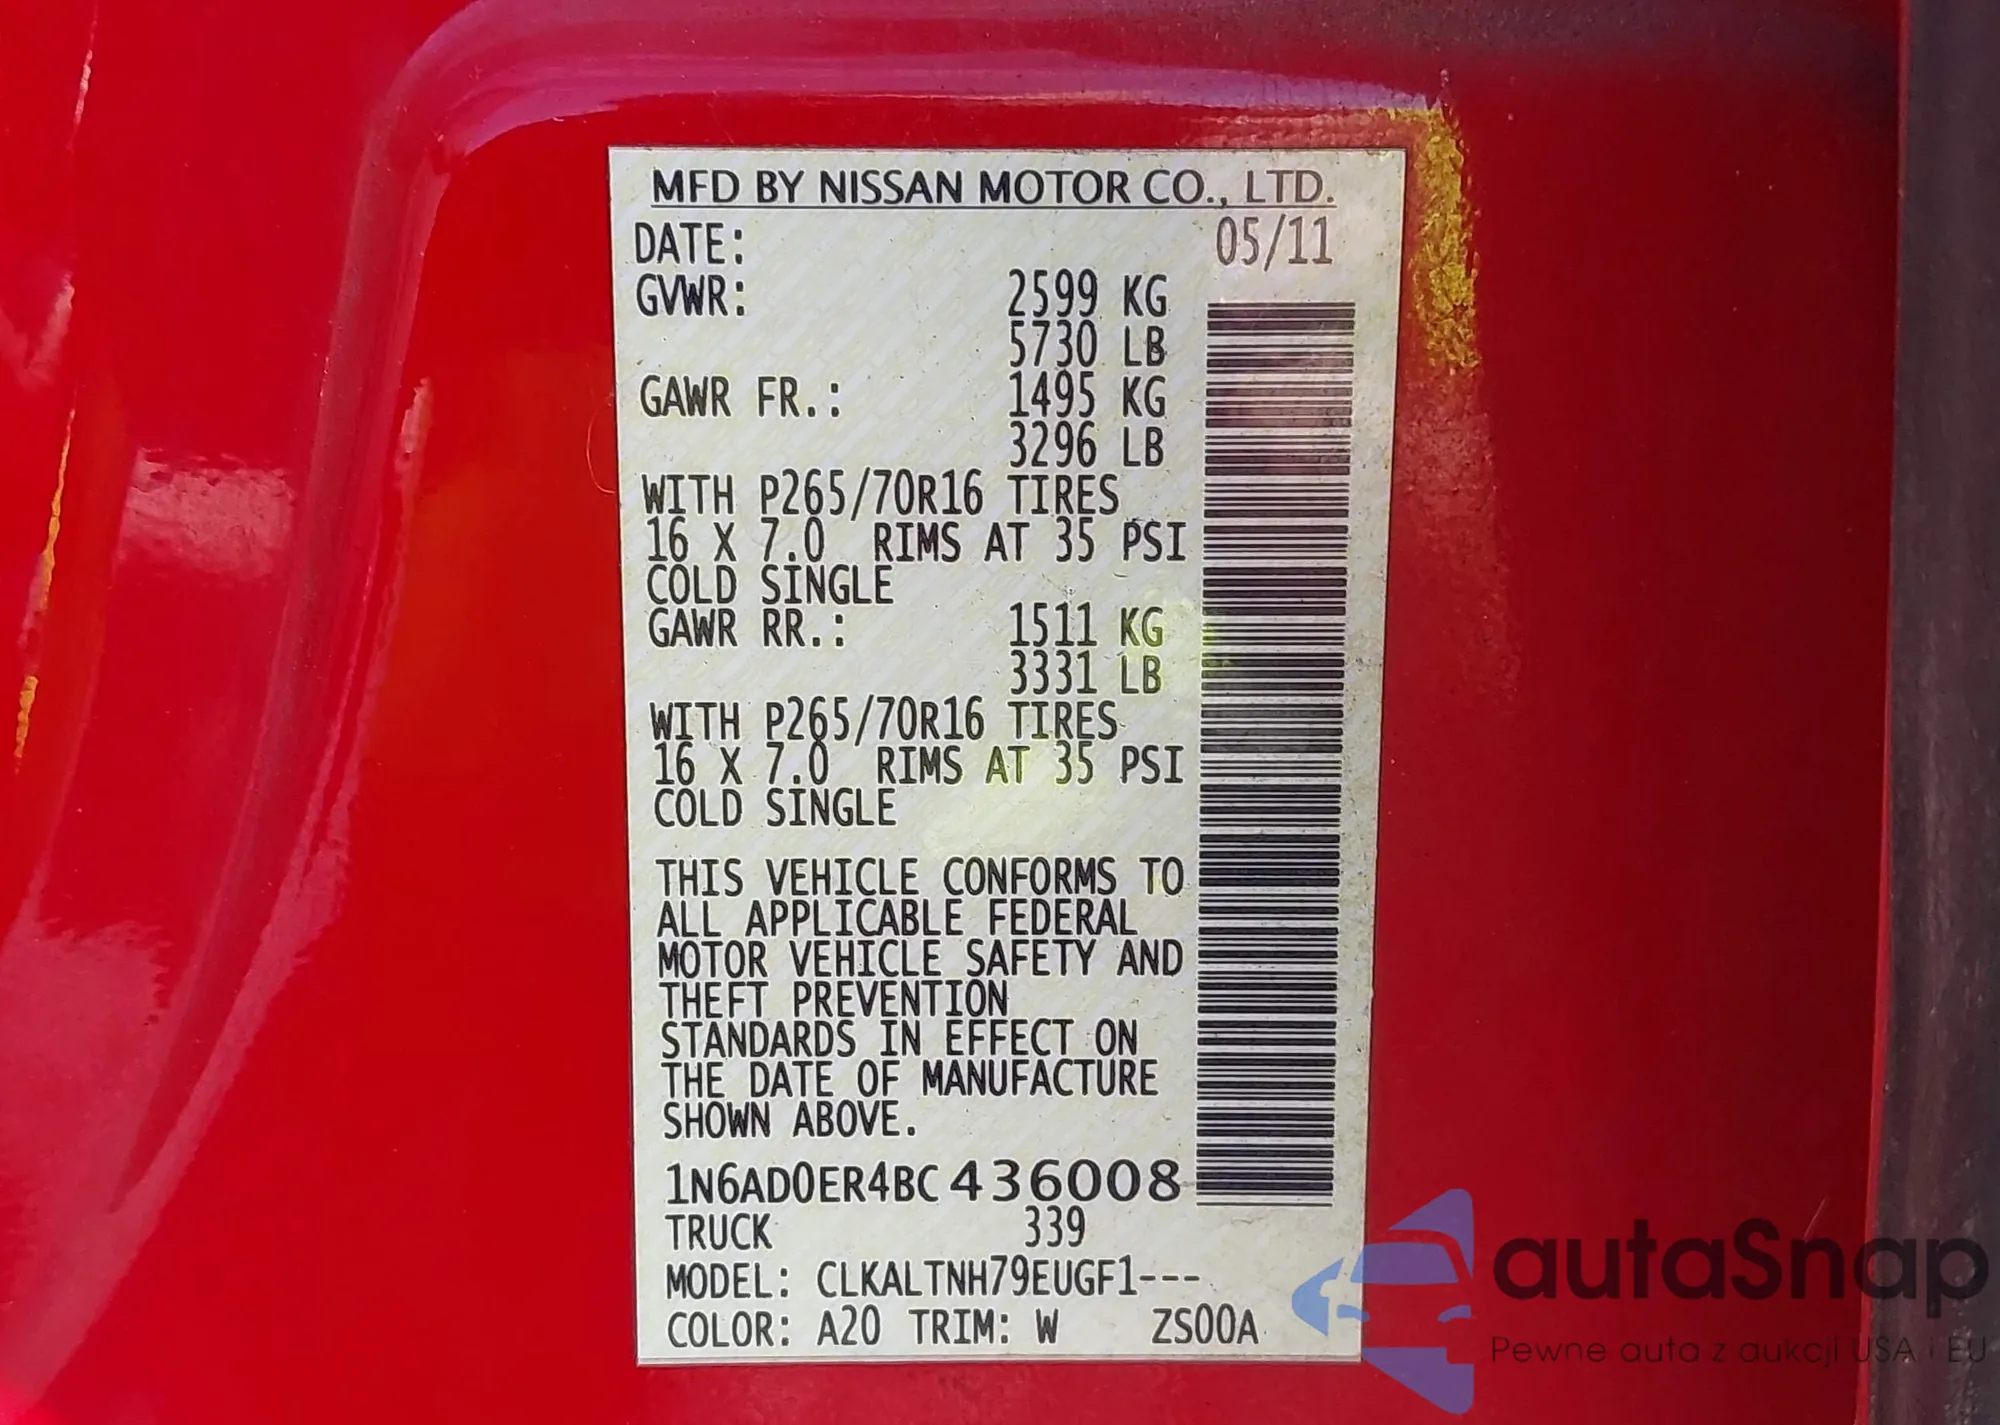 MFD BY NISSAN MOTOR CO., LTD.
DATE: 05/11
GVWR: 2599 KG
5730 LB
GAWR FR.: 1495 KG
3296 LB
WITH P265/70R16 TIRES
16 X 7.0 RIMS AT 35 PSI
COLD SINGLE
GAWR RR.: 1511 KG
3331 LB
WITH P265/70R16 TIRES
16 X 7.0 RIMS AT 35 PSI
COLD SINGLE
THIS VEHICLE CONFORMS TO
ALL APPLICABLE FEDERAL
MOTOR VEHICLE SAFETY AND
THEFT PREVENTION
STANDARDS IN EFFECT ON
THE DATE OF MANUFACTURE
SHOWN ABOVE.
1N6AD0ER4BC436008
TRUCK 339
MODEL: CLKALTNH79EUGF1---
COLOR: A20 TRIM: W ZS00A
autaSnap
Pewne auta z aukcji USA i EU